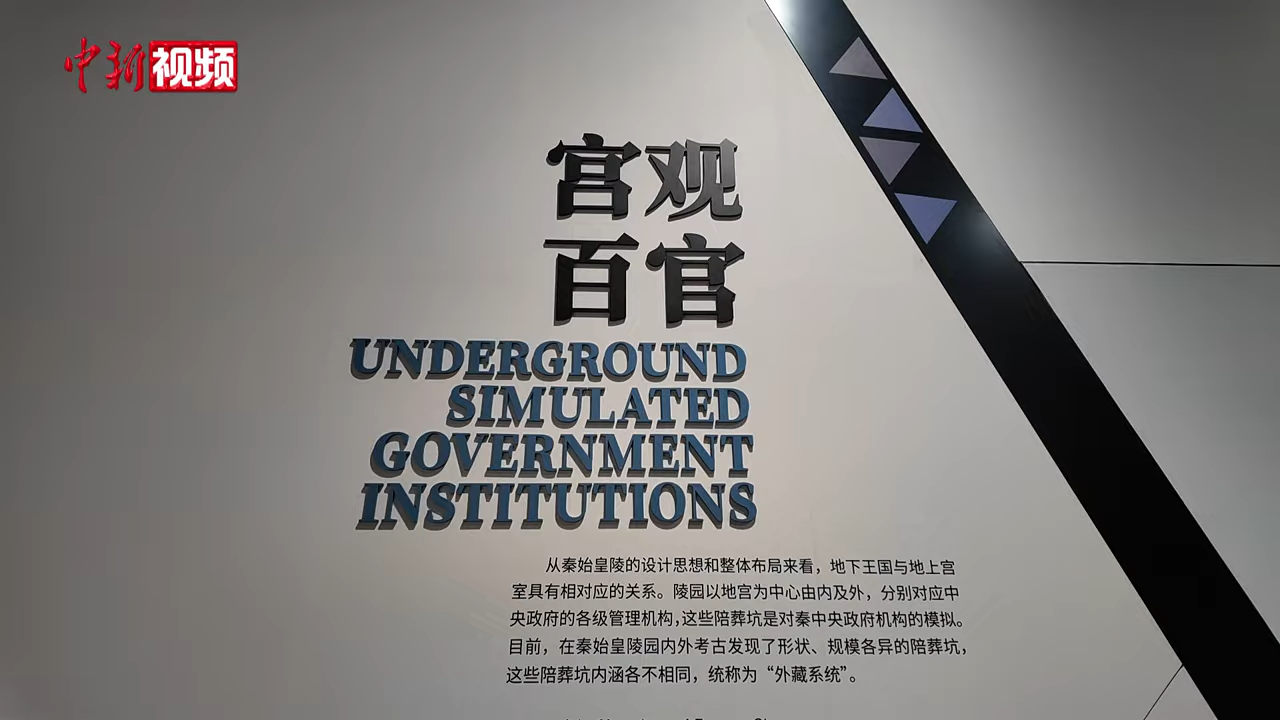 中新视频
宫观
百官
UNDERGROUND
SIMULATED
GOVERNMENT
INSTITUTIONS
从秦始皇陵的设计思想和整体布局来看，地下王国与地上宫
室具有相对应的关系。陵园以地宫为中心由内及外，分别对应中
央政府的各级管理机构，这些陪葬坑是对秦中央政府机构的模拟。
目前，在秦始皇陵园内外考古发现了形状、规模各异的陪葬坑，
这些陪葬坑内涵各不相同，统称为“外藏系统”。